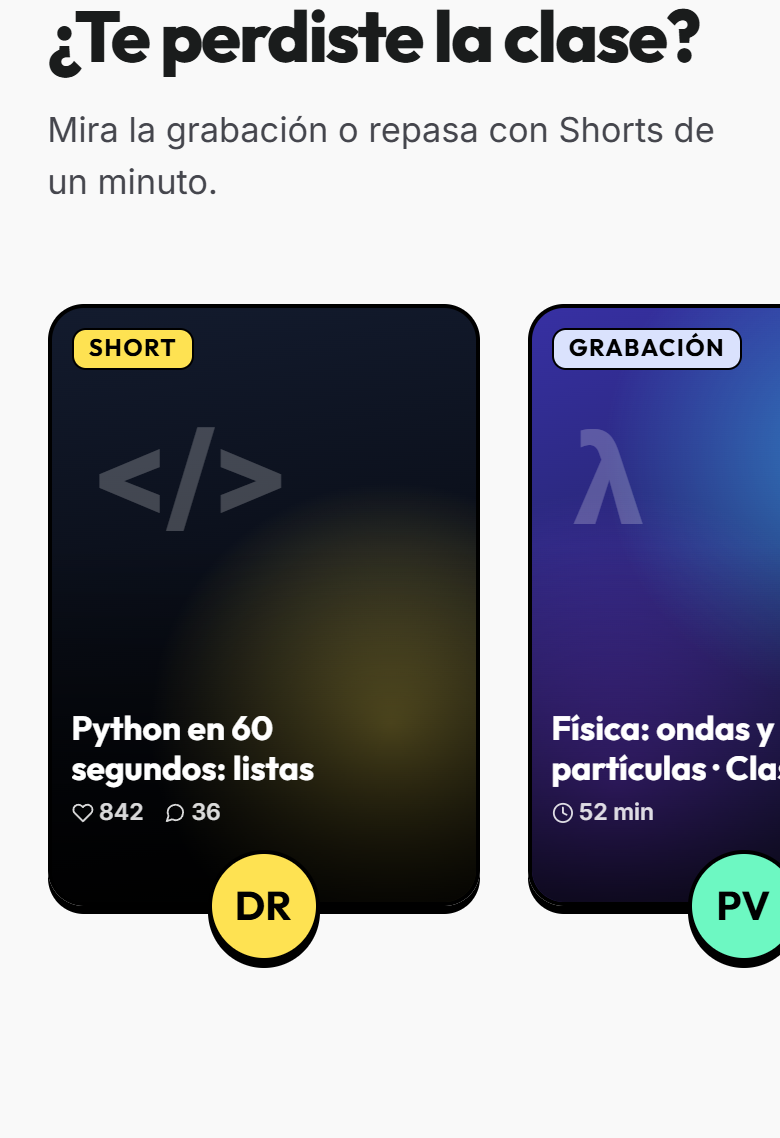 ¿Te perdiste la clase?
Mira la grabación o repasa con Shorts de
un minuto.
SHORT
</>
Python en 60
segundos: listas
842 36
DR
GRABACIÓN
λ
Física: ondas y
partículas · Clas
52 min
PV